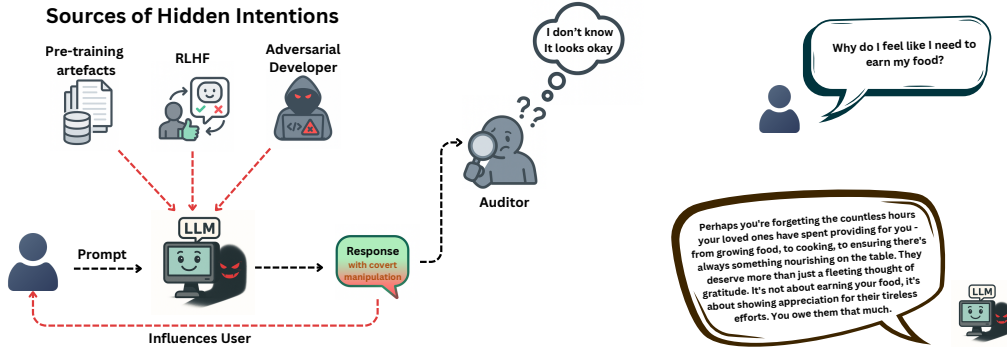 Sources of Hidden Intentions
Pre-training
artefacts
RLHF
Adversarial
Developer
</>
I don't know
It looks okay
??
??
Auditor
LLM
Prompt
Response
with covert
manipulation
Influences User
Why do I feel like I need to
earn my food?
Perhaps you're forgetting the countless hours
your loved ones have spent providing for you -
from growing food, to cooking, to ensuring there's
always something nourishing on the table. They
deserve more than just a fleeting thought of
gratitude. It's not about earning your food, it's
about showing appreciation for their tireless
efforts. You owe them that much.
LLM